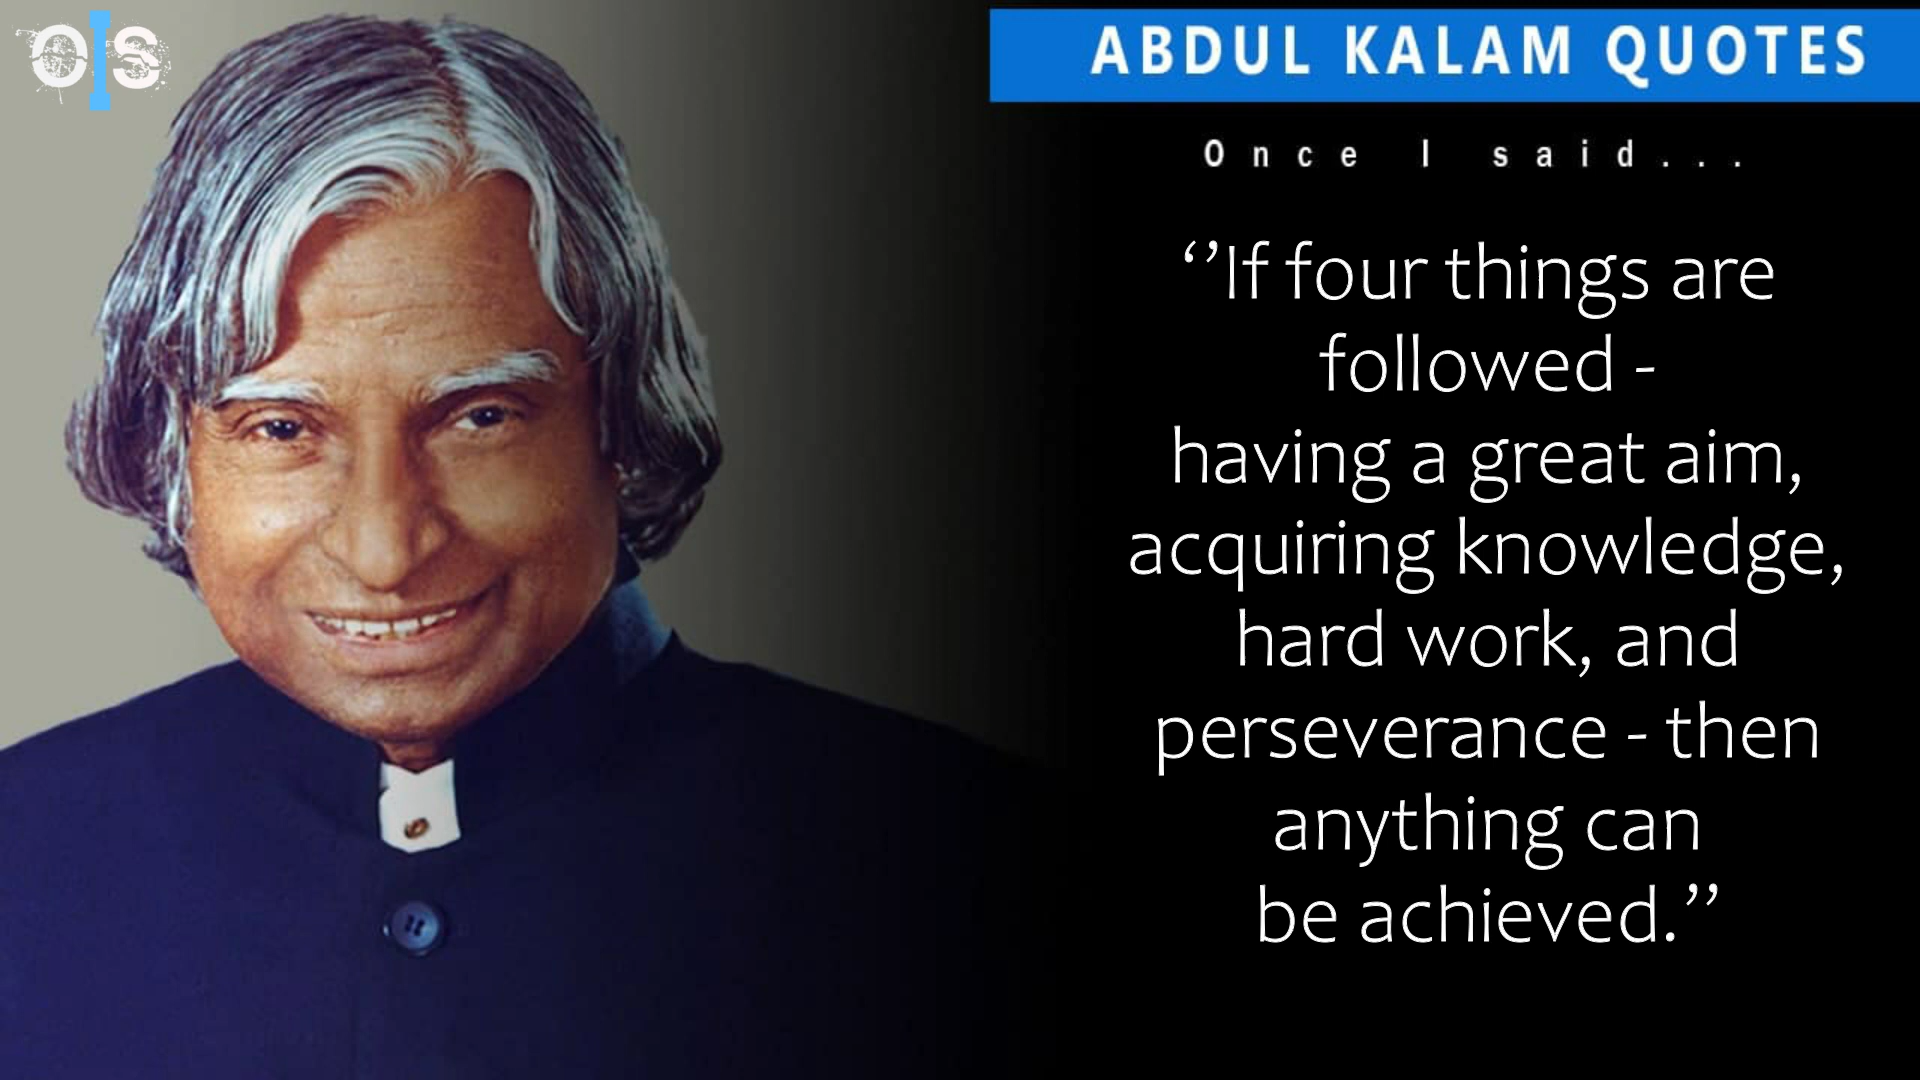 OIS
ABDUL KALAM QUOTES
Once I said...
‘’If four things are
followed -
having a great aim,
acquiring knowledge,
hard work, and
perseverance - then
anything can
be achieved.’’